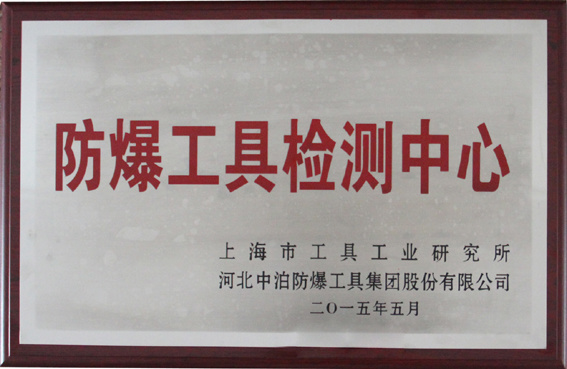 防爆工具检测中心
上海市工具工业研究所
河北中泊防爆工具集团股份有限公司
二〇一五年五月